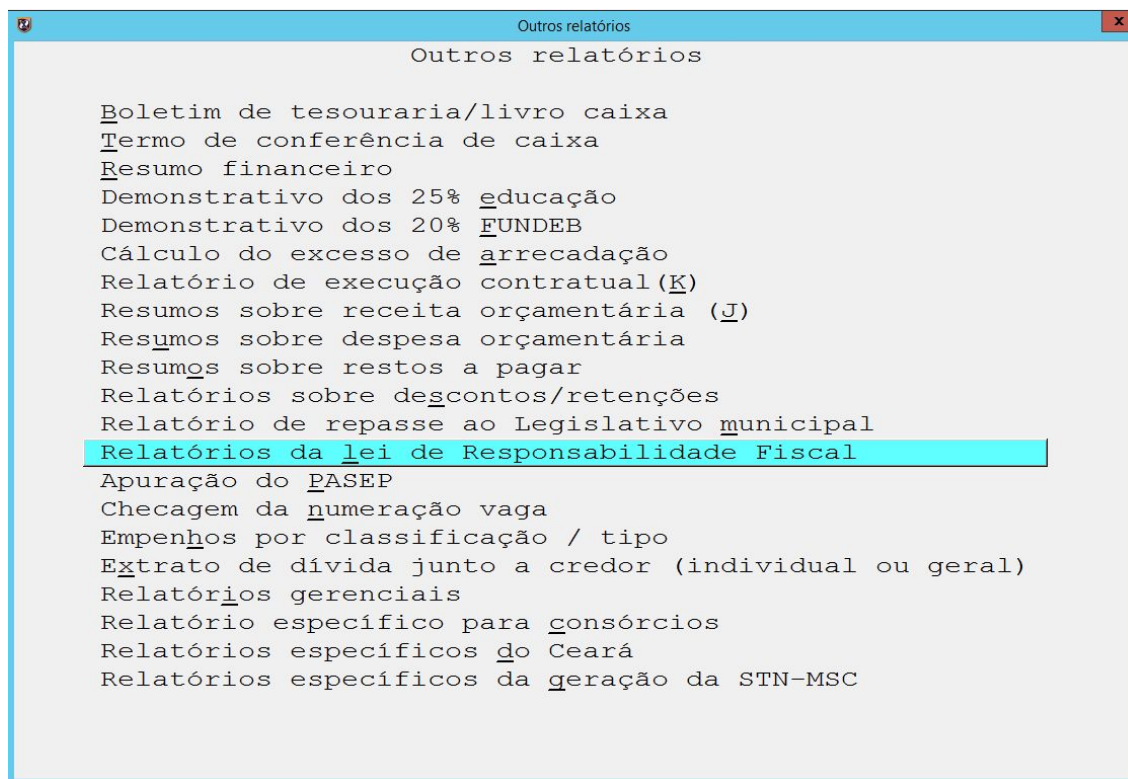 Outros relatórios
x
Outros relatórios
Boletim de tesouraria/livro caixa
Termo de conferência de caixa
Resumo financeiro
Demonstrativo dos 25% educação
Demonstrativo dos 20% FUNDEB
Cálculo do excesso de arrecadação
Relatório de execução contratual(K)
Resumos sobre receita orçamentária (J)
Resumos sobre despesa orçamentária
Resumos sobre restos a pagar
Relatórios sobre descontos/retenções
Relatório de repasse ao Legislativo municipal
Relatórios da lei de Responsabilidade Fiscal
Apuração do PASEP
Checagem da numeração vaga
Empenhos por classificação / tipo
Extrato de dívida junto a credor (individual ou geral)
Relatórios gerenciais
Relatório específico para consórcios
Relatórios específicos do Ceará
Relatórios específicos da geração da STN-MSC